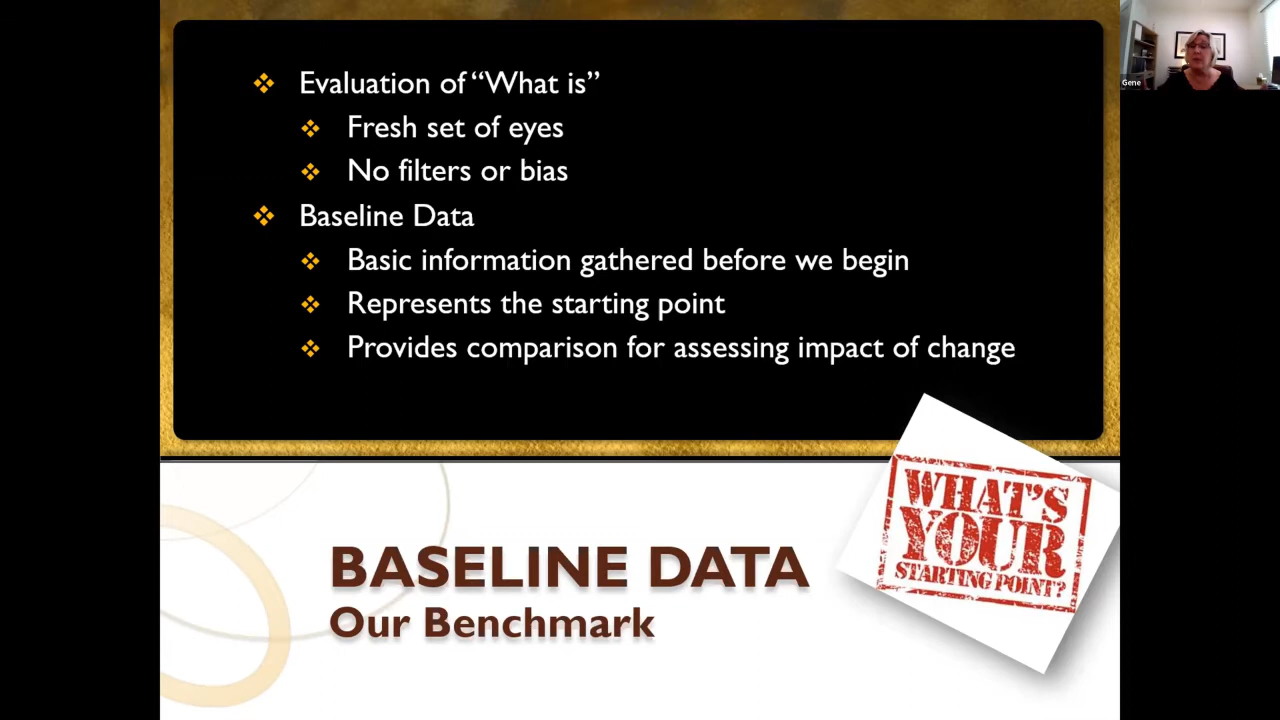 Evaluation of “What is”
Fresh set of eyes
No filters or bias
Baseline Data
Basic information gathered before we begin
Represents the starting point
Provides comparison for assessing impact of change
WHAT'S
YOUR
STARTING POINT?
BASELINE DATA
Our Benchmark
Gene